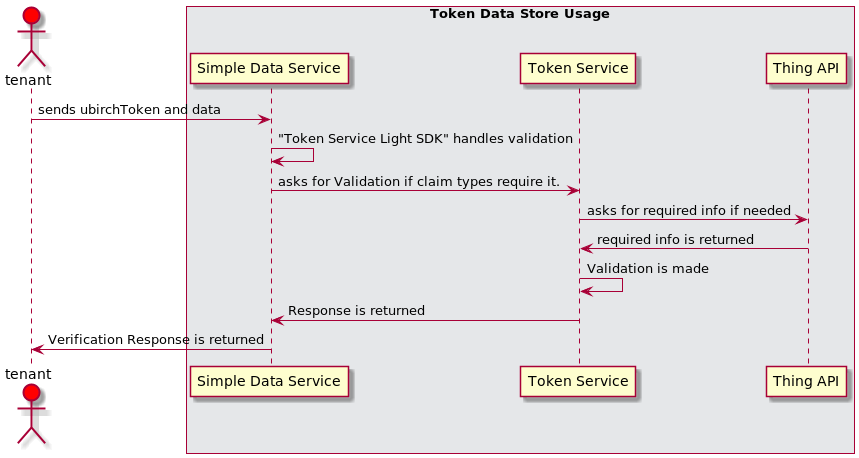 Token Data Store Usage
tenant
Simple Data Service
Token Service
Thing API
sends ubirchToken and data
"Token Service Light SDK" handles validation
asks for Validation if claim types require it.
asks for required info if needed
required info is returned
Validation is made
Response is returned
Verification Response is returned
tenant
Simple Data Service
Token Service
Thing API